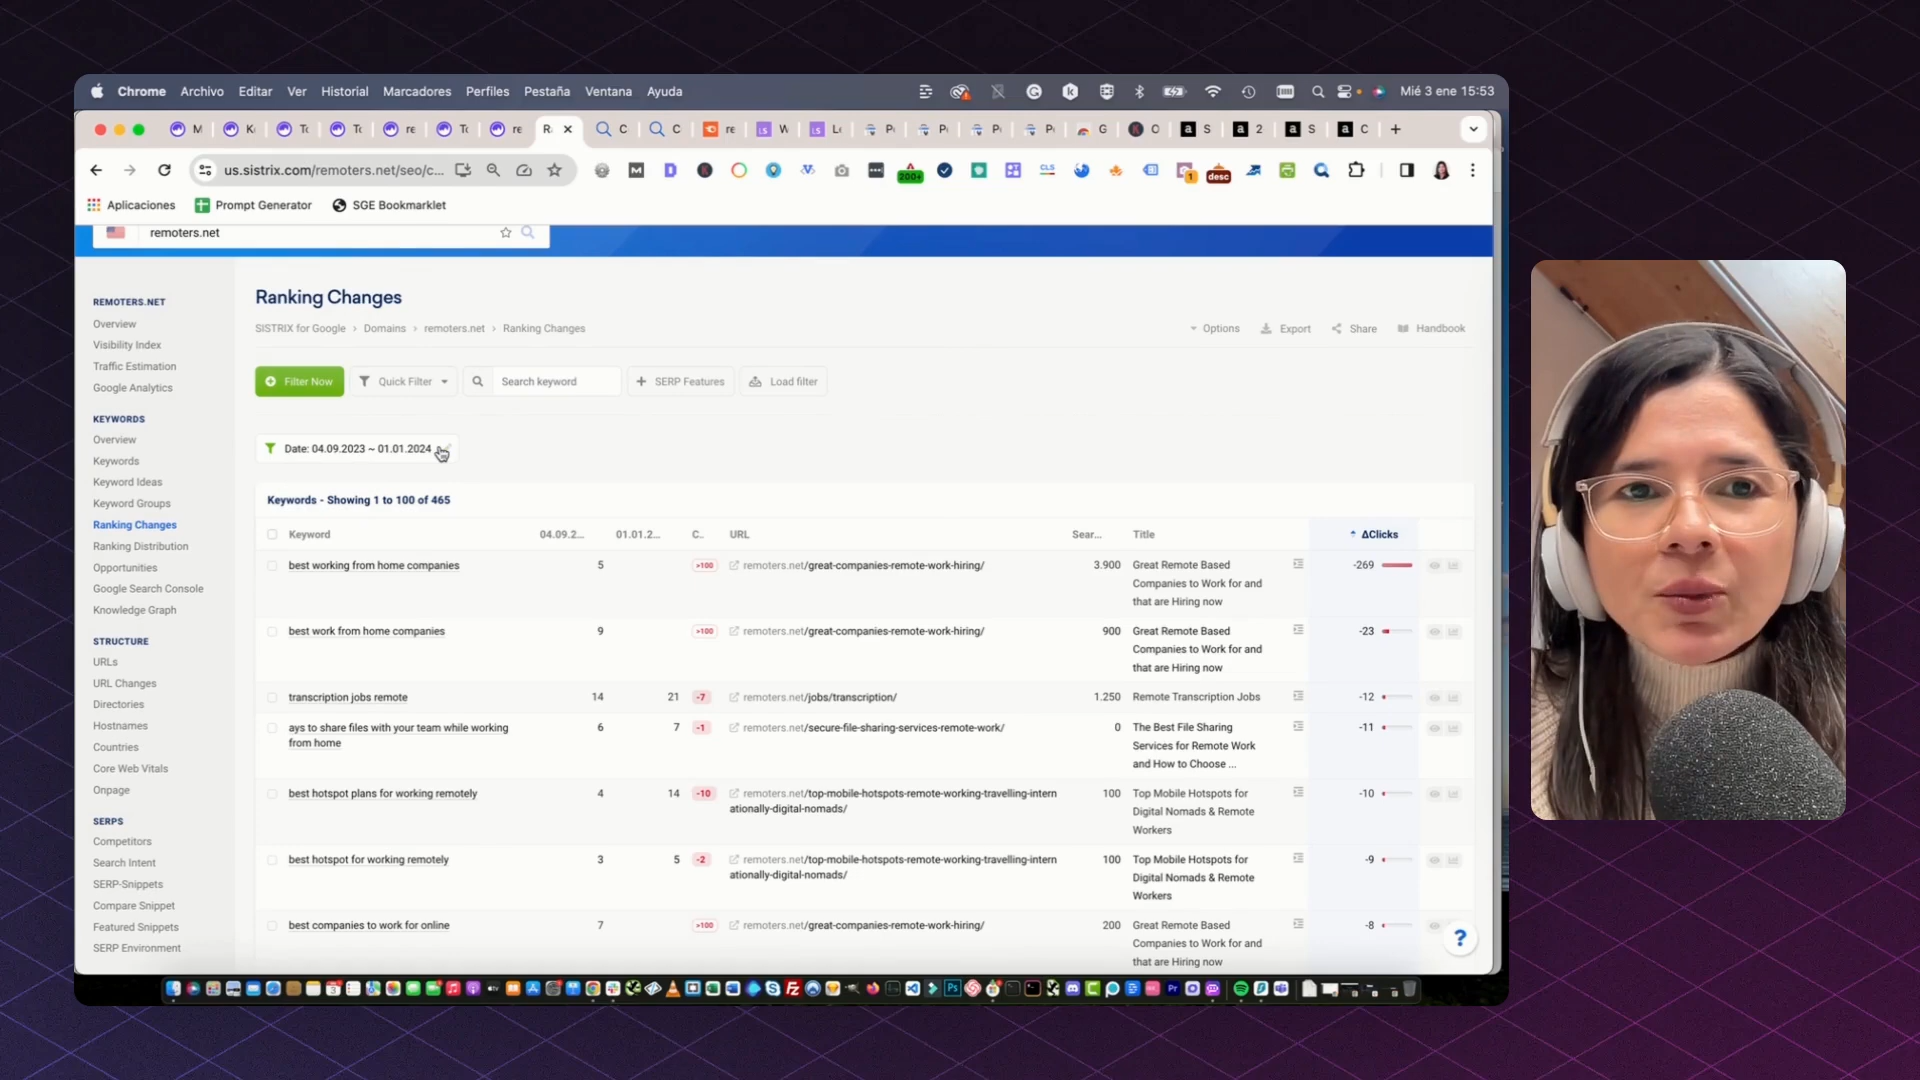 Chrome Archivo Editar Ver Historial Marcadores Perfiles Pestaña Ventana Ayuda Mié 3 ene 15:53
us.sistrix.com/remoters.net/seo/c...
200+
CLS
1
desc
Aplicaciones Prompt Generator SGE Bookmarklet
remoters.net
REMOTERS.NET
Overview
Visibility Index
Traffic Estimation
Google Analytics
KEYWORDS
Overview
Keywords
Keyword Ideas
Keyword Groups
Ranking Changes
Ranking Distribution
Opportunities
Google Search Console
Knowledge Graph
STRUCTURE
URLs
URL Changes
Directories
Hostnames
Countries
Core Web Vitals
Onpage
SERPS
Competitors
Search Intent
SERP-Snippets
Compare Snippet
Featured Snippets
SERP Environment
Ranking Changes
SISTRIX for Google > Domains > remoters.net > Ranking Changes
Options Export Share Handbook
Filter Now Quick Filter Search keyword SERP Features Load filter
Date: 04.09.2023 ~ 01.01.2024
Keywords - Showing 1 to 100 of 465
Keyword 04.09.2... 01.01.2... C.. URL Sear... Title ΔClicks
best working from home companies 5 >100 remoters.net/great-companies-remote-work-hiring/ 3.900 Great Remote Based -269
Companies to Work for and
that are Hiring now
best work from home companies 9 >100 remoters.net/great-companies-remote-work-hiring/ 900 Great Remote Based -23
Companies to Work for and
that are Hiring now
transcription jobs remote 14 21 -7 remoters.net/jobs/transcription/ 1.250 Remote Transcription Jobs -12
ays to share files with your team while working 6 7 -1 remoters.net/secure-file-sharing-services-remote-work/ 0 The Best File Sharing -11
from home Services for Remote Work
and How to Choose ...
best hotspot plans for working remotely 4 14 -10 remoters.net/top-mobile-hotspots-remote-working-travelling-intern 100 Top Mobile Hotspots for -10
ationally-digital-nomads/ Digital Nomads & Remote
Workers
best hotspot for working remotely 3 5 -2 remoters.net/top-mobile-hotspots-remote-working-travelling-intern 100 Top Mobile Hotspots for -9
ationally-digital-nomads/ Digital Nomads & Remote
Workers
best companies to work for online 7 >100 remoters.net/great-companies-remote-work-hiring/ 200 Great Remote Based -8
Companies to Work for and
that are Hiring now
?